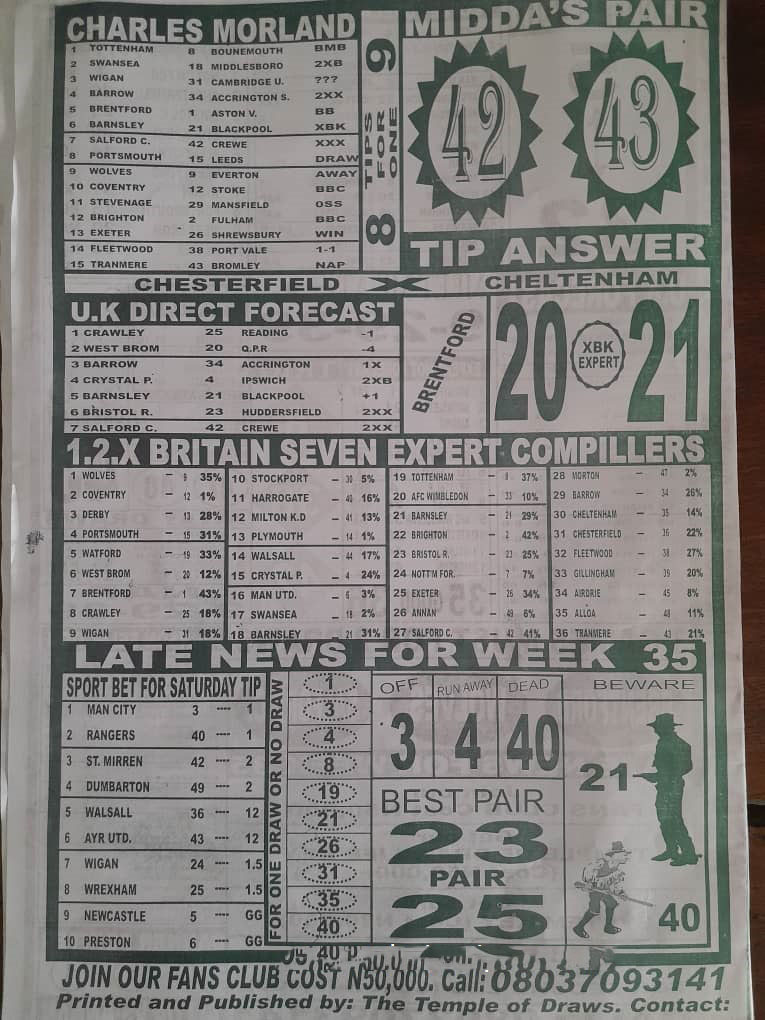 CHARLES MORLAND
1 TOTTENHAM 8 BOUNEMOUTH BMB
2 SWANSEA 18 MIDDLESBORO 2XB
3 WIGAN 31 CAMBRIDGE U. ???
4 BARROW 34 ACCRINGTON S. 2XX
5 BRENTFORD 1 ASTON V. BB
6 BARNSLEY 21 BLACKPOOL XBK
7 SALFORD C. 42 CREWE XXX
8 PORTSMOUTH 15 LEEDS DRAW
9 WOLVES 9 EVERTON AWAY
10 COVENTRY 12 STOKE BBC
11 STEVENAGE 29 MANSFIELD OSS
12 BRIGHTON 2 FULHAM BBC
13 EXETER 26 SHREWSBURY WIN
14 FLEETWOOD 38 PORT VALE 1-1
15 TRANMERE 43 BROMLEY NAP
8 TIPS FOR ONE 9
MIDDA'S PAIR
42 43
TIP ANSWER
CHESTERFIELD X CHELTENHAM
U.K DIRECT FORECAST
1 CRAWLEY 25 READING -1
2 WEST BROM 20 Q.P.R -4
3 BARROW 34 ACCRINGTON 1X
4 CRYSTAL P. 4 IPSWICH 2XB
5 BARNSLEY 21 BLACKPOOL +1
6 BRISTOL R. 23 HUDDERSFIELD 2XX
7 SALFORD C. 42 CREWE 2XX
BRENTFORD
20 XBK EXPERT 21
1.2.X BRITAIN SEVEN EXPERT COMPILLERS
1 WOLVES - 9 35%
2 COVENTRY - 12 1%
3 DERBY - 13 28%
4 PORTSMOUTH - 15 31%
5 WATFORD - 19 33%
6 WEST BROM - 20 12%
7 BRENTFORD - 1 43%
8 CRAWLEY - 25 18%
9 WIGAN - 31 18%
10 STOCKPORT - 30 5%
11 HARROGATE - 40 16%
12 MILTON K.D - 41 13%
13 PLYMOUTH - 14 1%
14 WALSALL - 44 17%
15 CRYSTAL P. - 4 24%
16 MAN UTD. - 6 3%
17 SWANSEA - 18 2%
18 BARNSLEY - 21 31%
19 TOTTENHAM - 8 37%
20 AFC WIMBLEDON - 33 10%
21 BARNSLEY - 21 29%
22 BRIGHTON - 2 42%
23 BRISTOL R. - 23 25%
24 NOTT'M FOR. - 7 7%
25 EXETER - 26 34%
26 ANNAN - 49 6%
27 SALFORD C. - 42 41%
28 MORTON - 47 2%
29 BARROW - 34 26%
30 CHELTENHAM - 35 14%
31 CHESTERFIELD - 36 22%
32 FLEETWOOD - 38 27%
33 GILLINGHAM - 39 20%
34 AIRDRIE - 45 8%
35 ALLOA - 48 11%
36 TRANMERE - 43 21%
LATE NEWS FOR WEEK 35
SPORT BET FOR SATURDAY TIP
1 MAN CITY 3 ---- 1
2 RANGERS 40 ---- 1
3 ST. MIRREN 42 ---- 2
4 DUMBARTON 49 ---- 2
5 WALSALL 36 ---- 12
6 AYR UTD. 43 ---- 12
7 WIGAN 24 ---- 1.5
8 WREXHAM 25 ---- 1.5
9 NEWCASTLE 5 ---- GG
10 PRESTON 6 ---- GG
FOR ONE DRAW OR NO DRAW
1
3
4
8
19
21
26
31
35
40
OFF RUN AWAY DEAD
3 4 40
BEST PAIR
23
PAIR
25
BEWARE
21
40
JOIN OUR FANS CLUB COST N50,000. Call: 08037093141
Printed and Published by: The Temple of Draws. Contact: